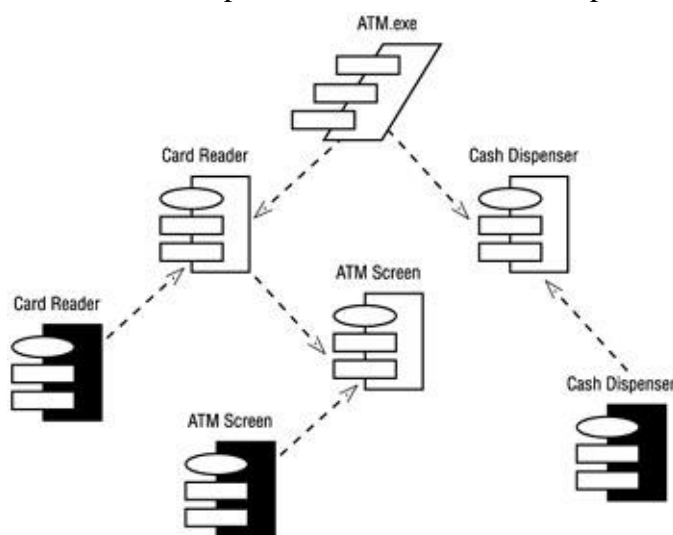 ATM.exe
Card Reader
Cash Dispenser
ATM Screen
Card Reader
Cash Dispenser
ATM Screen